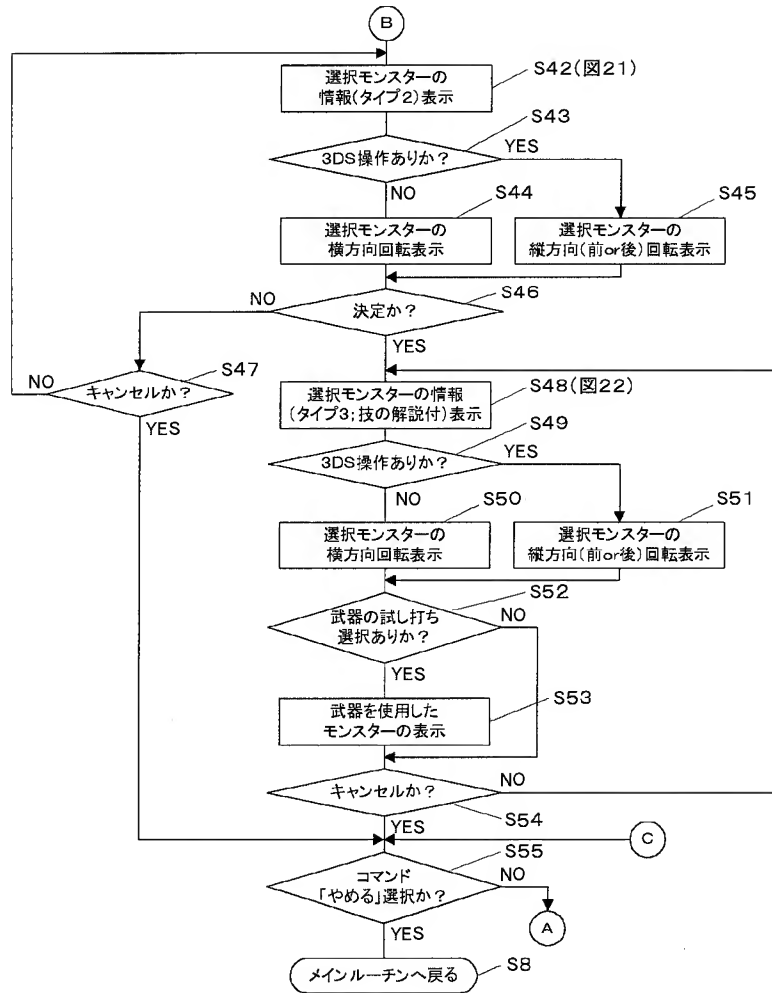 B
選択モンスターの
情報(タイプ2)表示
S42(図21)
S43
3DS操作ありか?
YES
NO
S44
選択モンスターの
横方向回転表示
S45
選択モンスターの
縦方向(前or後)回転表示
S46
決定か?
NO
YES
S47
キャンセルか?
NO
YES
選択モンスターの情報
(タイプ3;技の解説付)表示
S48(図22)
S49
3DS操作ありか?
YES
NO
S50
選択モンスターの
横方向回転表示
S51
選択モンスターの
縦方向(前or後)回転表示
S52
武器の試し打ち
選択ありか?
NO
YES
S53
武器を使用した
モンスターの表示
キャンセルか?
NO
S54
YES
C
S55
コマンド
「やめる」選択か?
NO
A
YES
メインルーチンへ戻る
S8